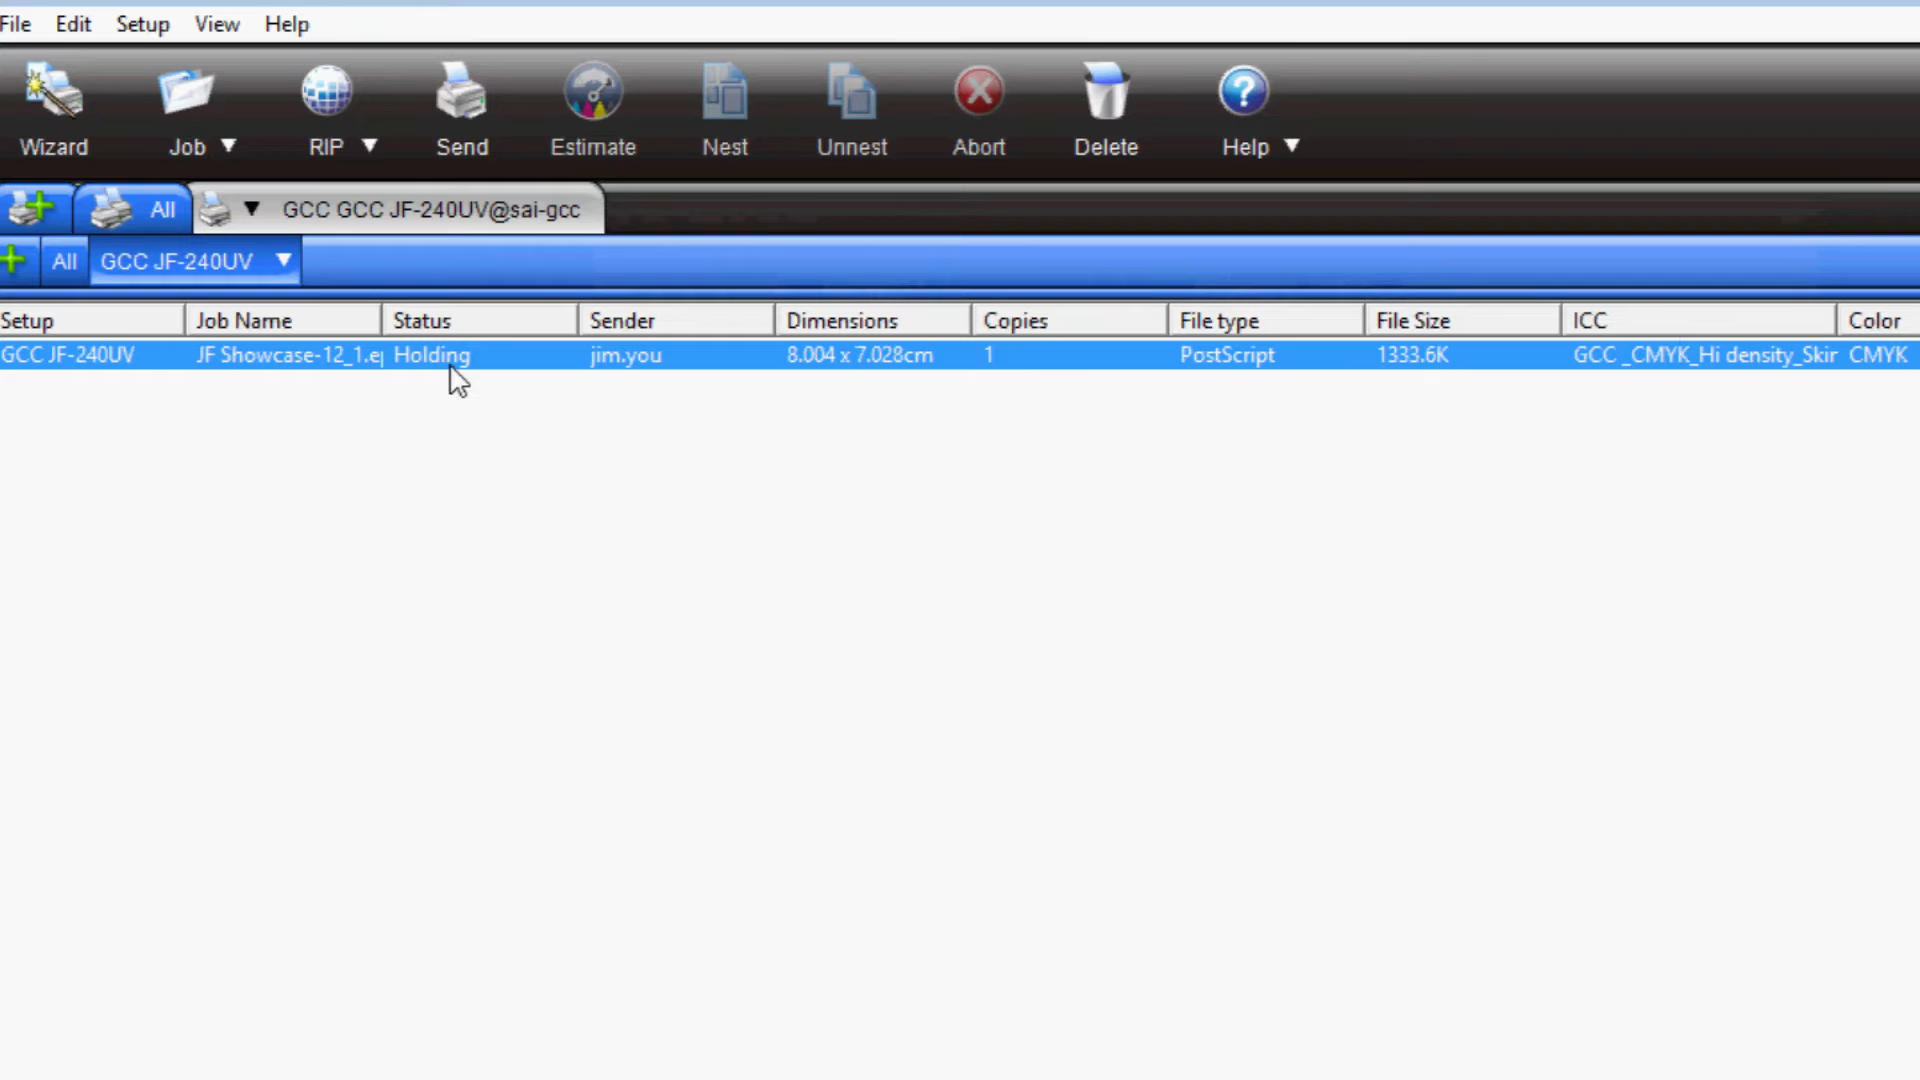 File Edit Setup View Help
Wizard Job RIP Send Estimate Nest Unnest Abort Delete Help
All GCC GCC JF-240UV@sai-gcc
All GCC JF-240UV
Setup Job Name Status Sender Dimensions Copies File type File Size ICC Color
GCC JF-240UV JF Showcase-12_1.ej Holding jim.you 8.004 x 7.028cm 1 PostScript 1333.6K GCC _CMYK_Hi density_Skir CMYK